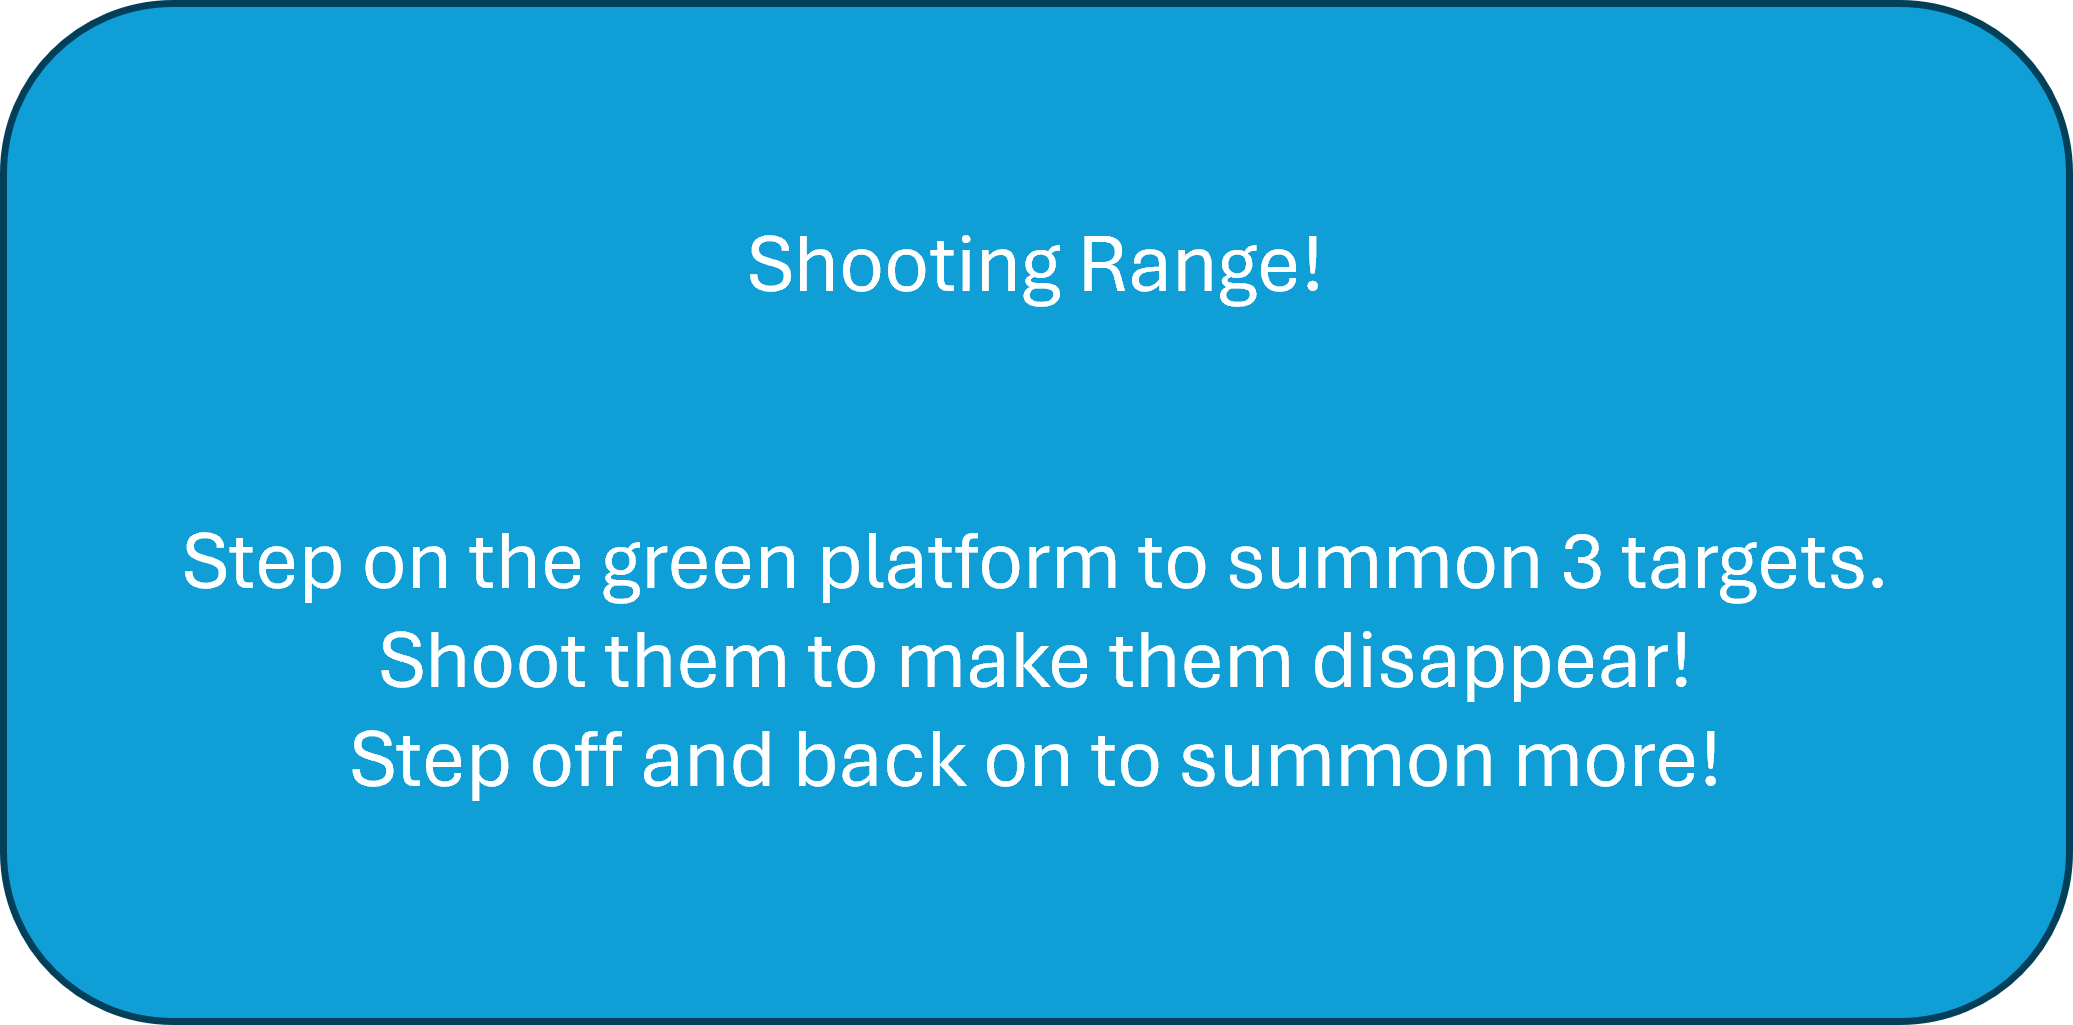 Shooting Range!
Step on the green platform to summon 3 targets.
Shoot them to make them disappear!
Step off and back on to summon more!